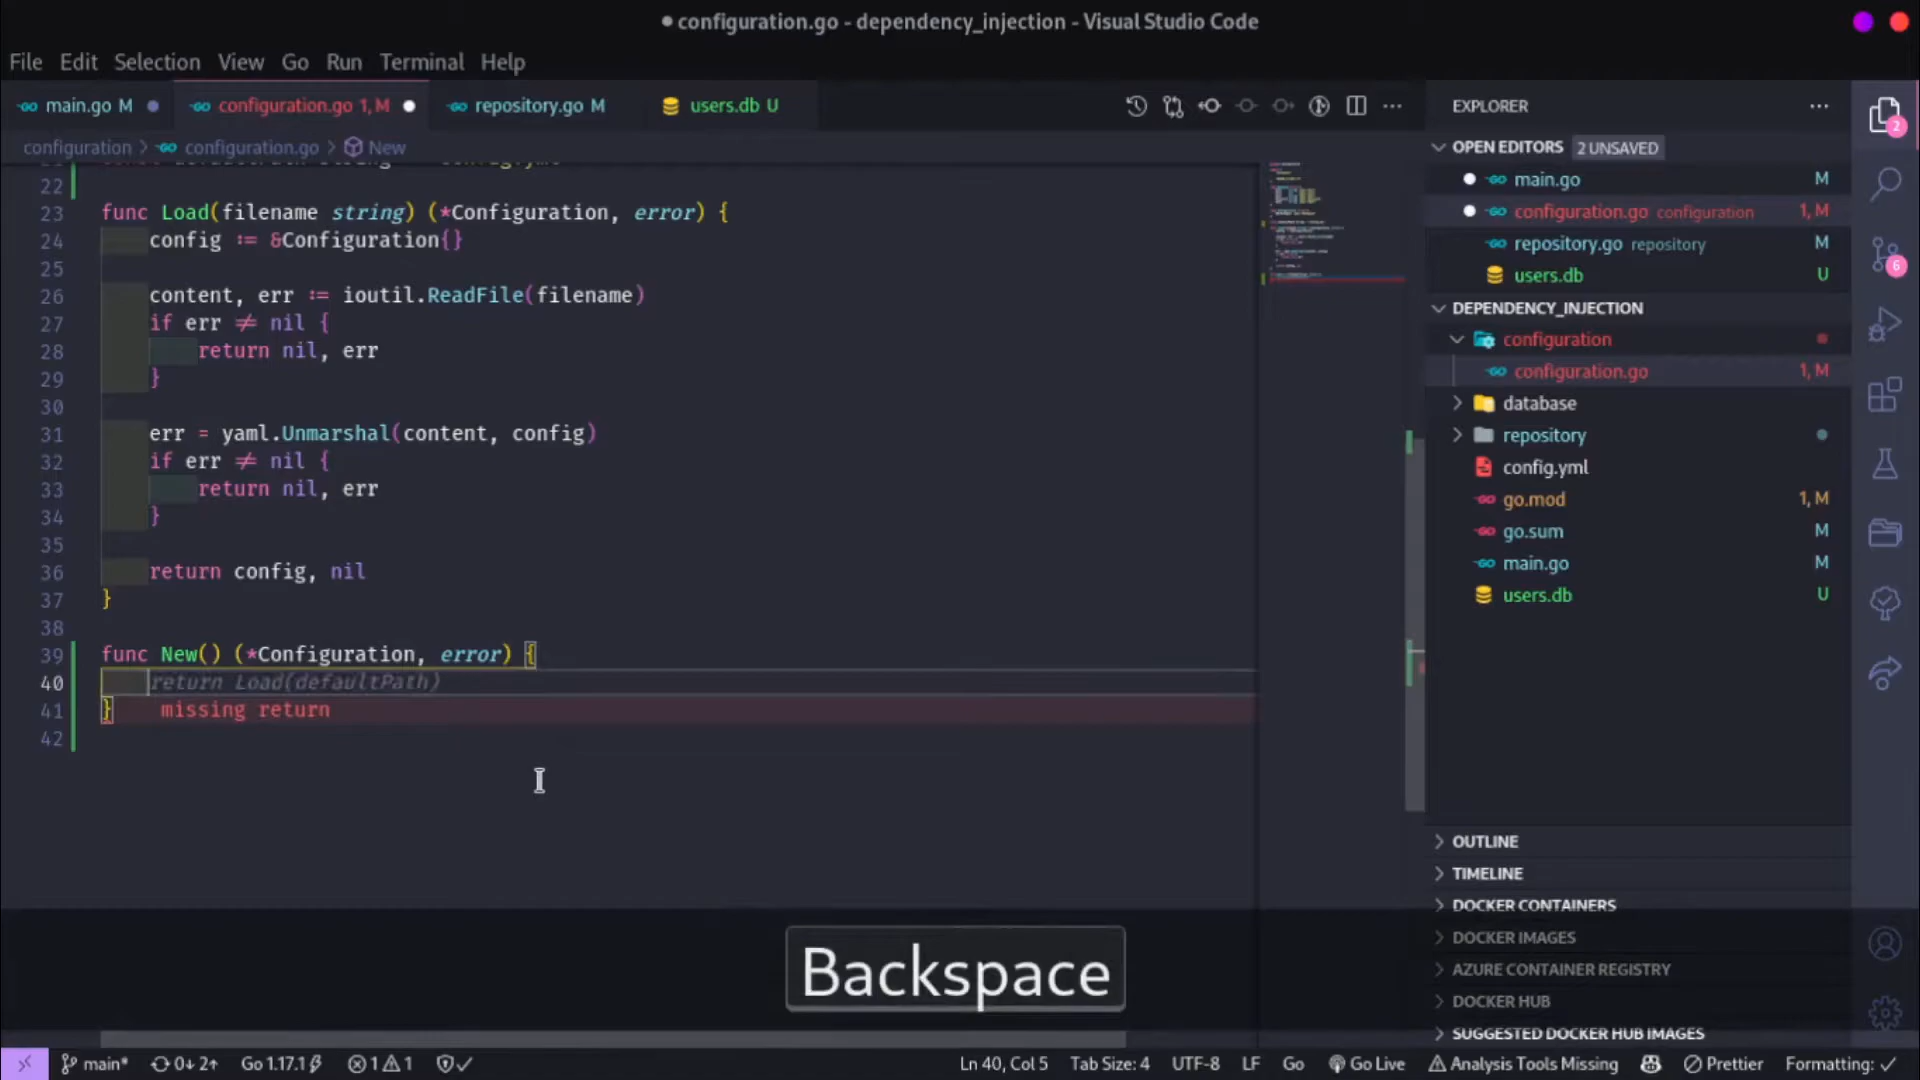 configuration.go - dependency_injection - Visual Studio Code
File Edit Selection View Go Run Terminal Help
main.go M
configuration.go 1, M
repository.go M
users.db U
configuration > configuration.go > New
22
23 func Load(filename string) (*Configuration, error) {
24 config := &Configuration{}
25
26 content, err := ioutil.ReadFile(filename)
27 if err ≠ nil {
28 return nil, err
29 }
30
31 err = yaml.Unmarshal(content, config)
32 if err ≠ nil {
33 return nil, err
34 }
35
36 return config, nil
37 }
38
39 func New() (*Configuration, error) {
40 return Load(defaultPath)
41 } missing return
42
Backspace
EXPLORER
2
OPEN EDITORS 2 UNSAVED
main.go M
configuration.go configuration 1, M
repository.go repository M
6
users.db U
DEPENDENCY_INJECTION
configuration
configuration.go 1, M
database
repository
config.yml
go.mod 1, M
go.sum M
main.go M
users.db U
OUTLINE
TIMELINE
DOCKER CONTAINERS
DOCKER IMAGES
AZURE CONTAINER REGISTRY
DOCKER HUB
SUGGESTED DOCKER HUB IMAGES
main* 0↓ 2↑ Go 1.17.1 1 1 Ln 40, Col 5 Tab Size: 4 UTF-8 LF Go Go Live Analysis Tools Missing Prettier Formatting: ✓